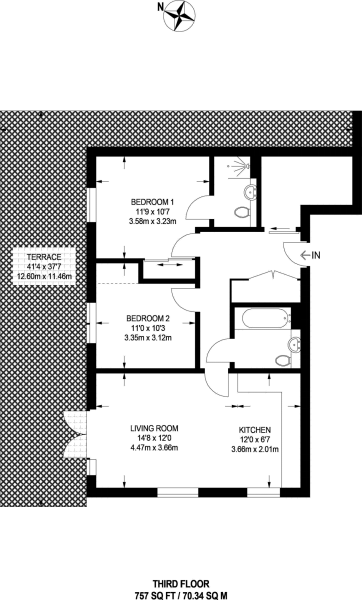 N
BEDROOM 1
11'9 x 10'7
3.58m x 3.23m
TERRACE
41'4 x 37'7
12.60m x 11.46m
IN
BEDROOM 2
11'0 x 10'3
3.35m x 3.12m
LIVING ROOM
14'8 x 12'0
4.47m x 3.66m
KITCHEN
12'0 x 6'7
3.66m x 2.01m
THIRD FLOOR
757 SQ FT / 70.34 SQ M